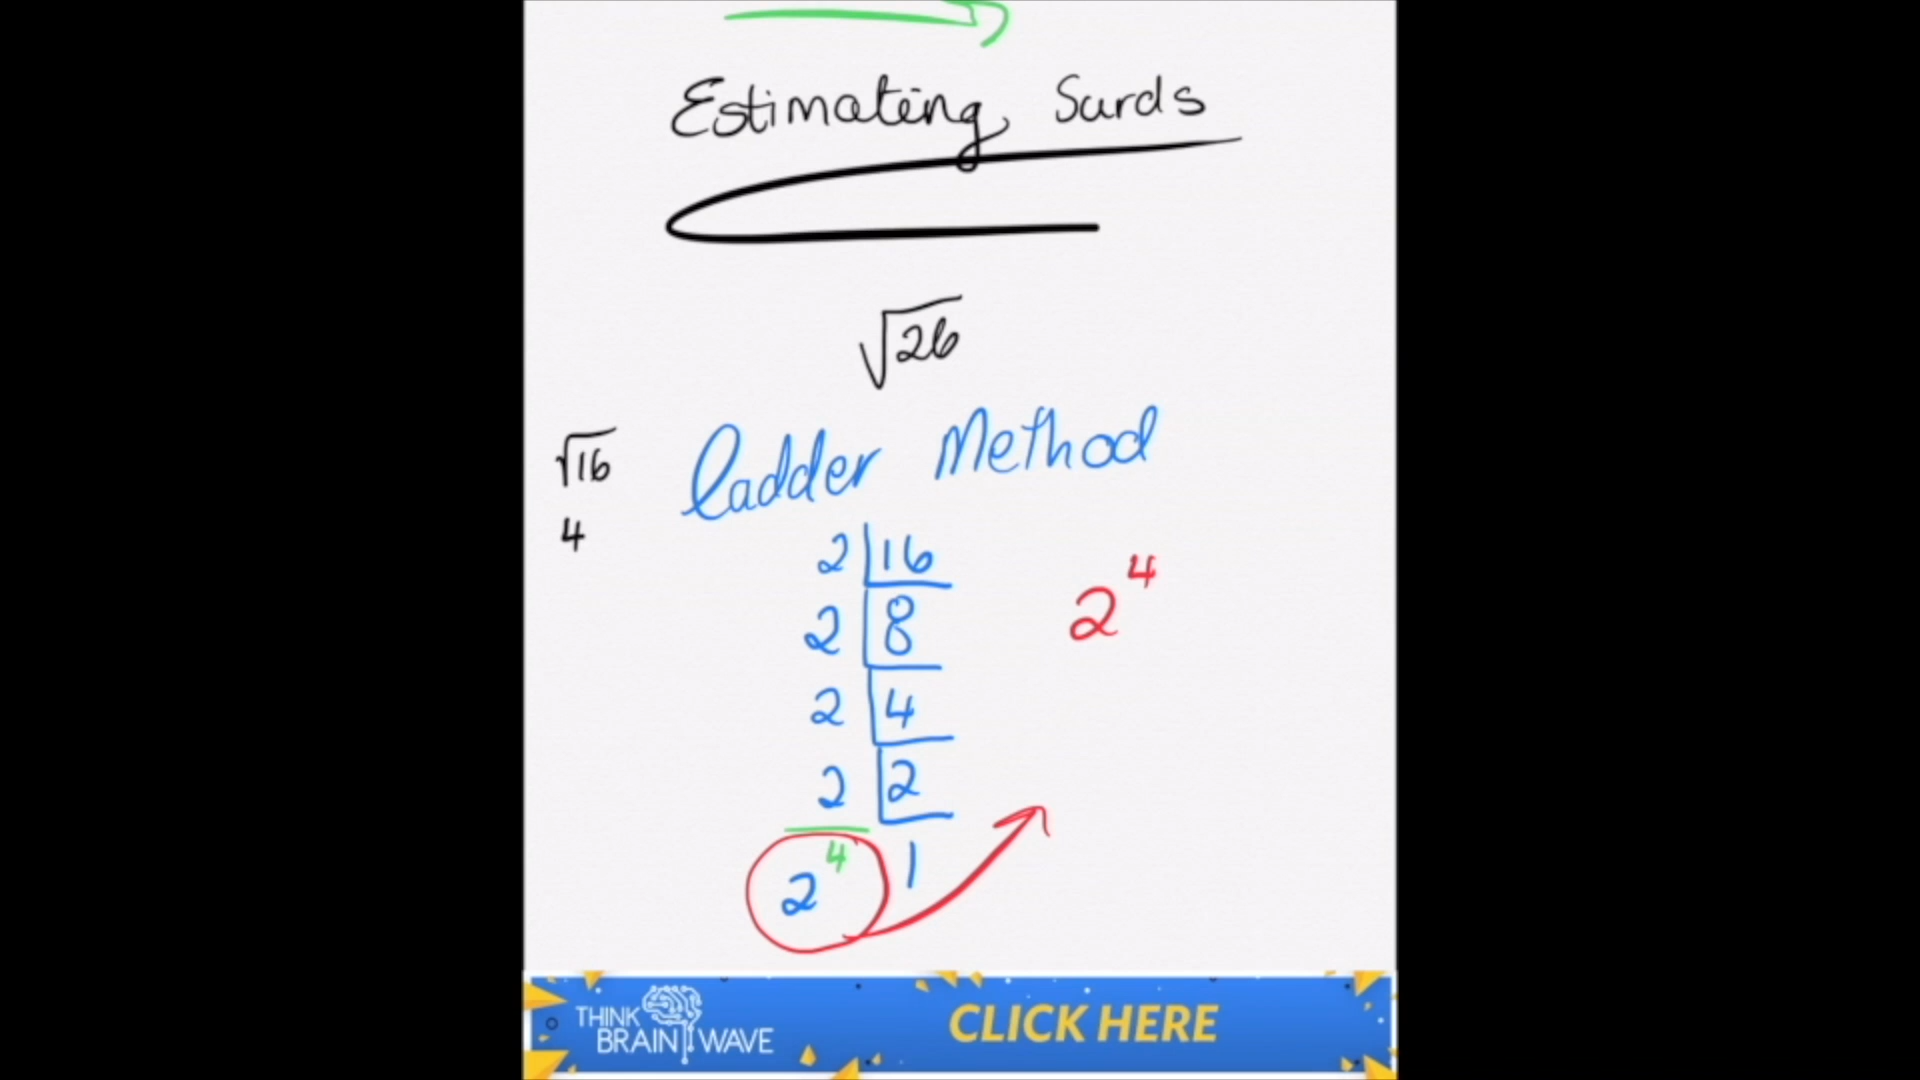 Estimating Surds
√26
√16
4
Ladder Method
2 16
2 8
2 4
2 2
2⁴ 1
2⁴
THINK
BRAIN WAVE
CLICK HERE